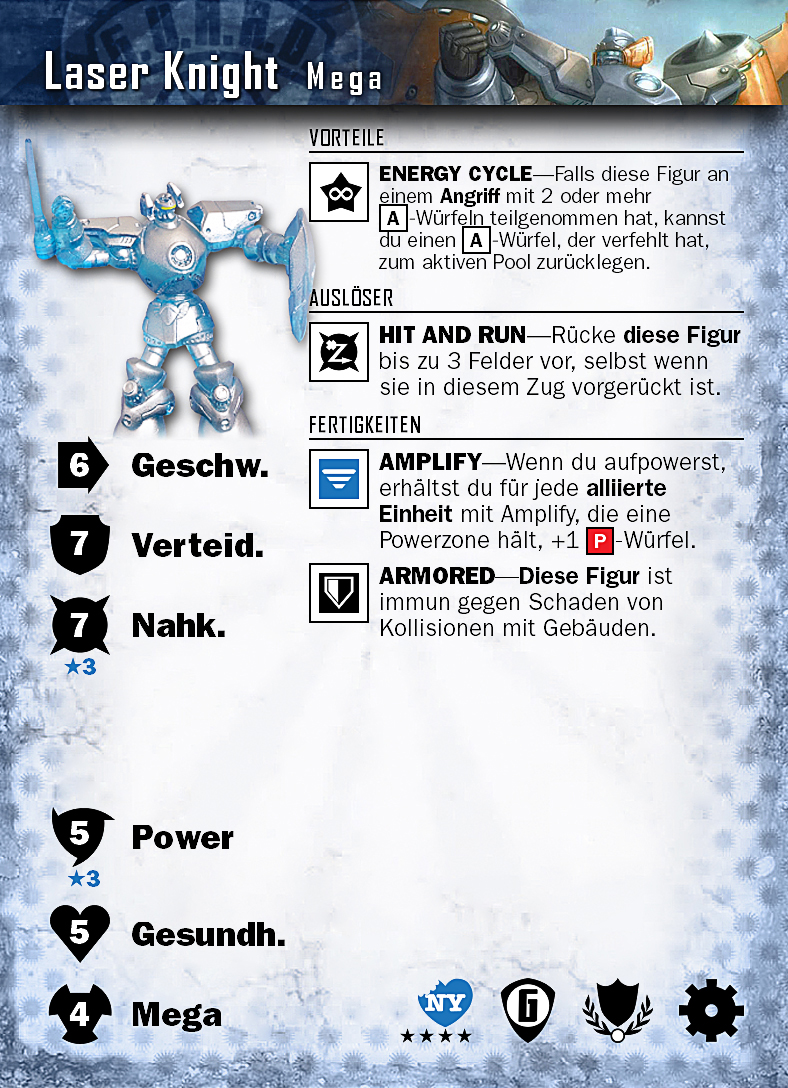 G.U.A.R.D
Laser Knight Mega
VORTEILE
ENERGY CYCLE—Falls diese Figur an
einem Angriff mit 2 oder mehr
A-Würfeln teilgenommen hat, kannst
du einen A-Würfel, der verfehlt hat,
zum aktiven Pool zurücklegen.
AUSLÖSER
Z
HIT AND RUN—Rücke diese Figur
bis zu 3 Felder vor, selbst wenn
sie in diesem Zug vorgerückt ist.
FERTIGKEITEN
AMPLIFY—Wenn du aufpowerst,
erhältst du für jede alliierte
Einheit mit Amplify, die eine
Powerzone hält, +1 P-Würfel.
ARMORED—Diese Figur ist
immun gegen Schaden von
Kollisionen mit Gebäuden.
6 Geschw.
7 Verteid.
7 Nahk.
★3
5 Power
★3
5 Gesundh.
4 Mega
NY
★★★★
G